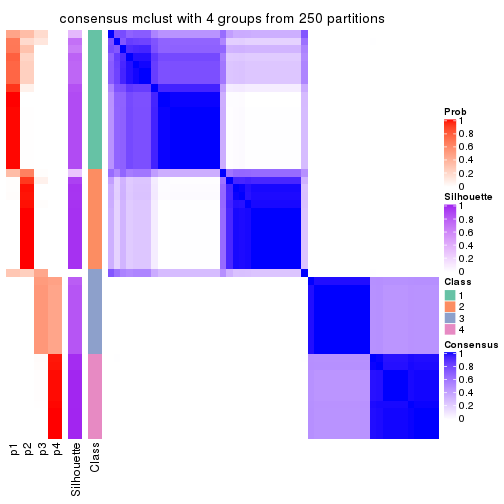 consensus mclust with 4 groups from 250 partitions
Prob
1
0.8
0.6
0.4
0.2
0
Silhouette
1
0.8
0.6
0.4
0.2
0
Class
1
2
3
4
Consensus
1
0.8
0.6
0.4
0.2
0
p1
p2
p3
p4
Silhouette
Class